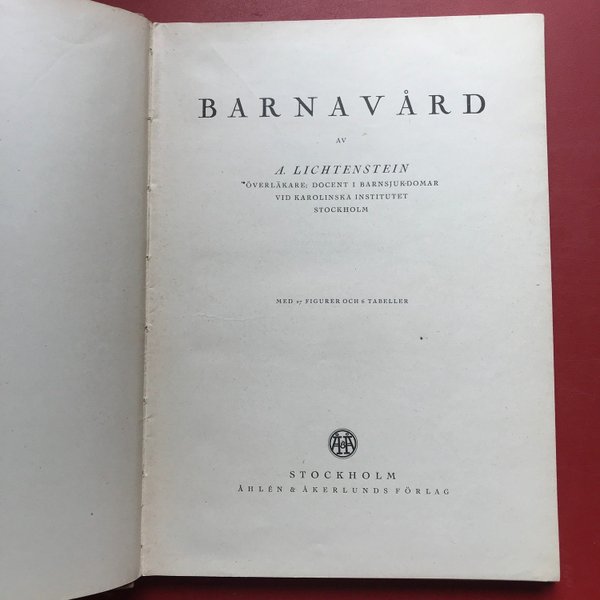 BARNAVÅRD
AV
A. LICHTENSTEIN
ÖVERLÄKARE; DOCENT I BARNSJUKDOMAR
VID KAROLINSKA INSTITUTET
STOCKHOLM
MED 27 FIGURER OCH 6 TABELLER
Å&Å
STOCKHOLM
ÅHLÉN & ÅKERLUNDS FÖRLAG